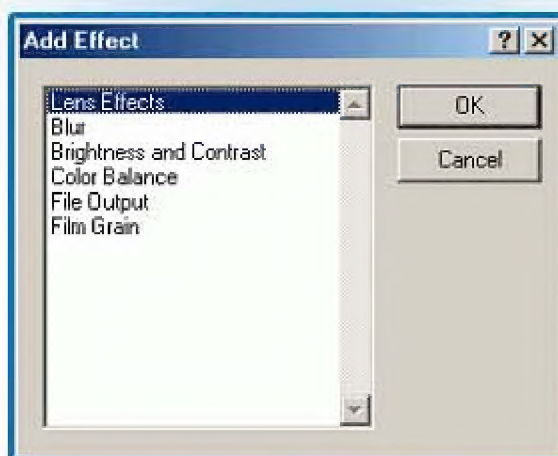 Add Effect
Lens Effects
Blur
Brightness and Contrast
Color Balance
File Output
Film Grain
OK
Cancel